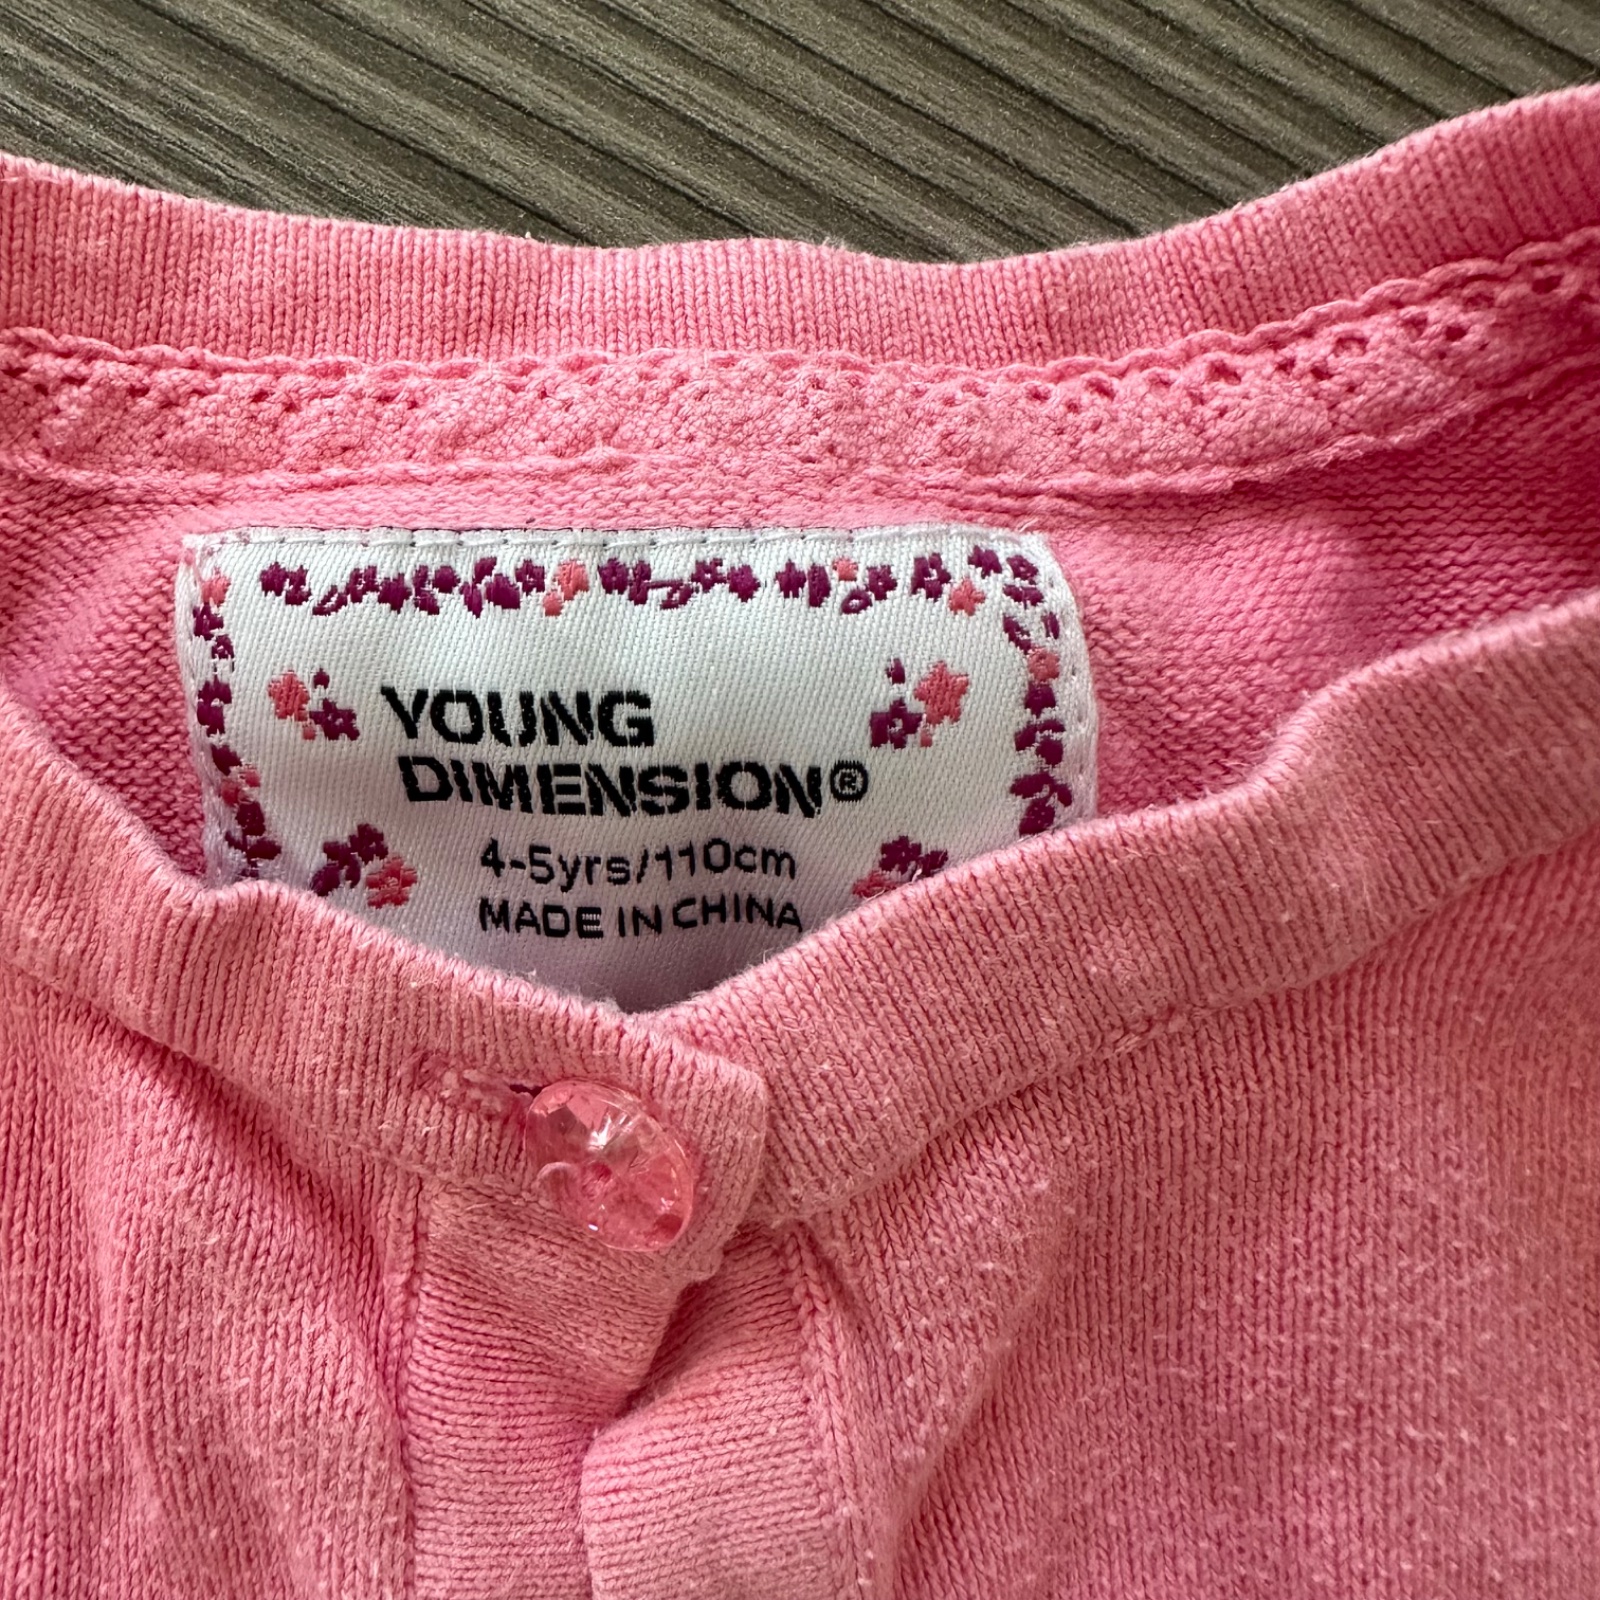 YOUNG
DIMENSION®
4-5yrs/110cm
MADE IN CHINA